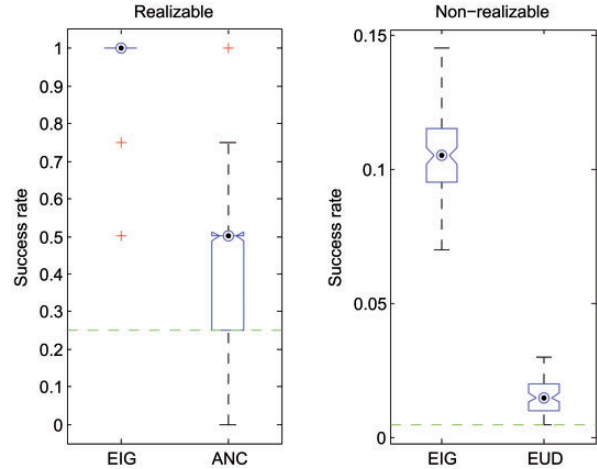 Realizable
Non−realizable
Success rate
1
0.9
0.8
0.7
0.6
0.5
0.4
0.3
0.2
0.1
0
EIG
ANC
Success rate
0.15
0.1
0.05
0
EIG
EUD